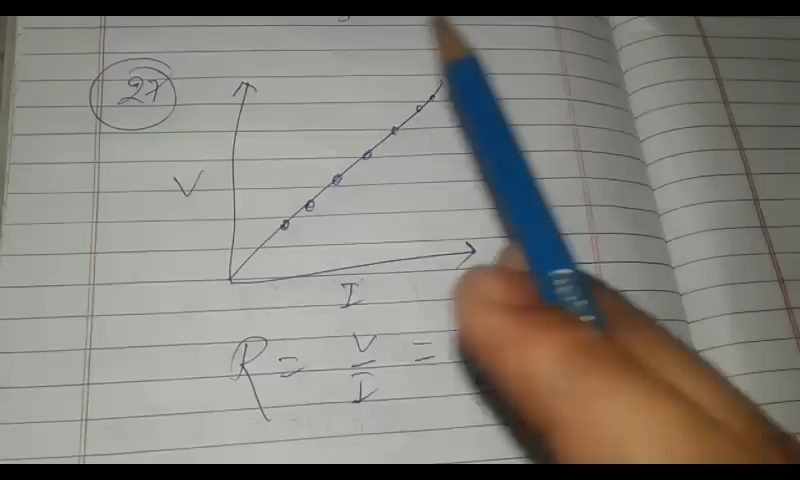 27
V
I
R = V/I =